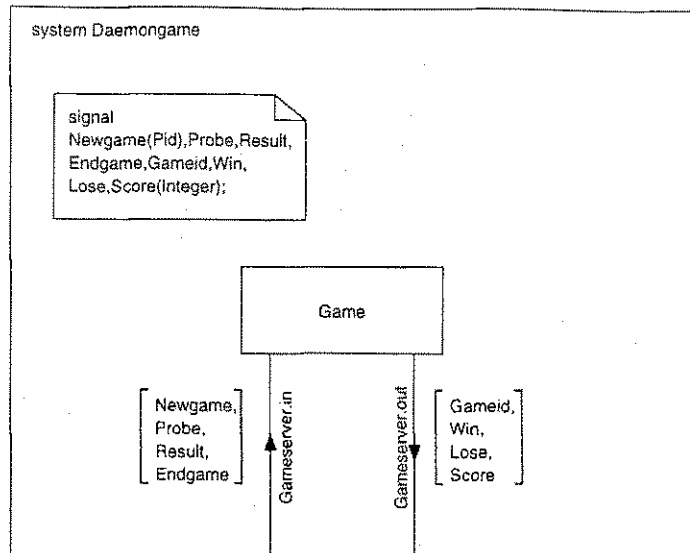 system Daemongame
signal
Newgame(Pid),Probe,Result,
Endgame,Gameid,Win,
Lose,Score(Integer);
Game
Newgame,
Probe,
Result,
Endgame
Gameserver.in
Gameserver.out
Gameid,
Win,
Lose,
Score